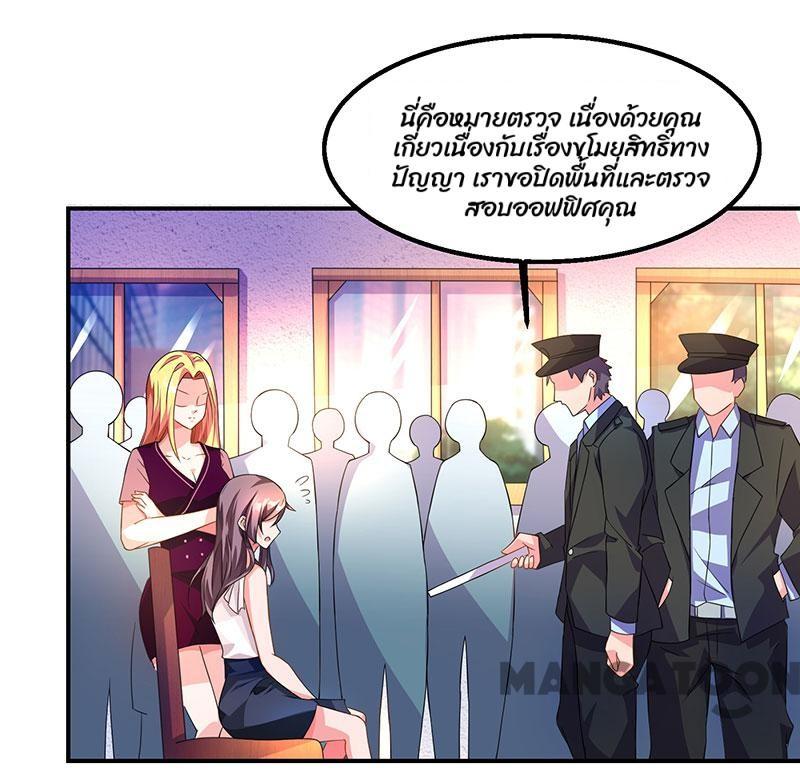 นี่คือหมายตรวจ เนื่องด้วยคุณ
เกี่ยวเนื่องกับเรื่องขโมยสิทธิ์ทาง
ปัญญา เราขอปิดพื้นที่และตรวจ
สอบออฟฟิศคุณ
MANGATOON